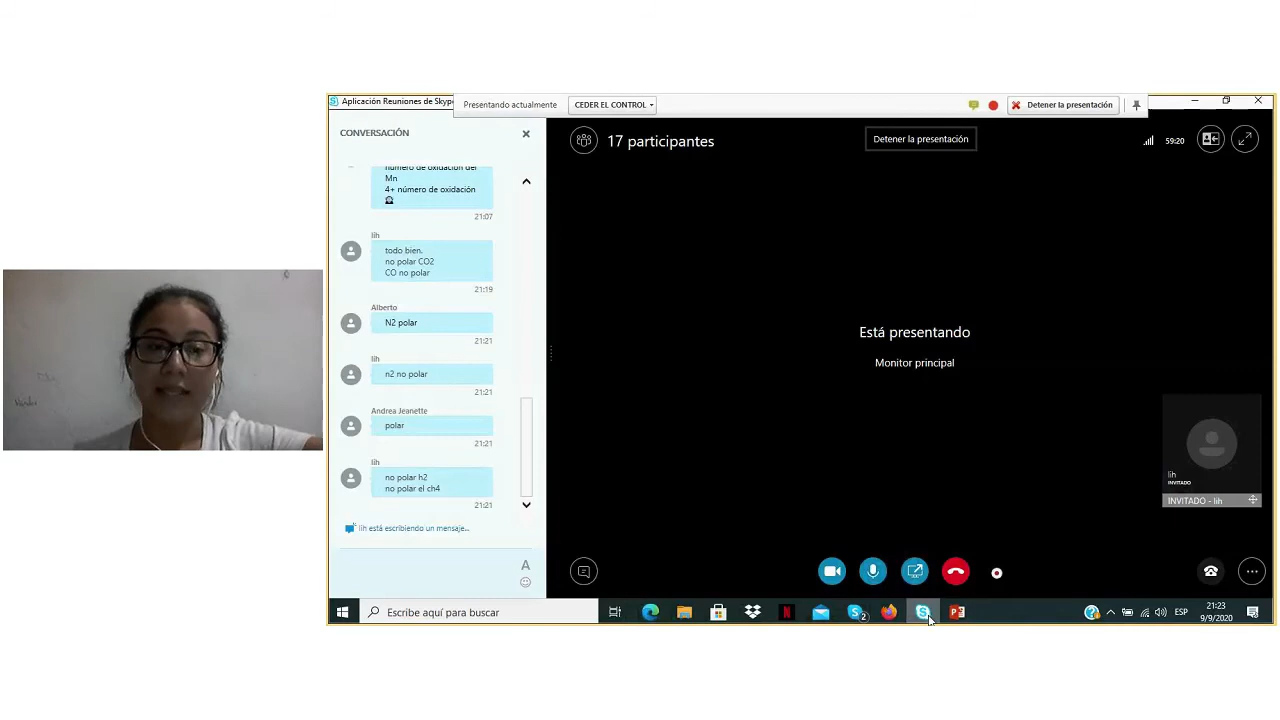 Aplicación Reuniones de Skyp
Presentando actualmente
CEDER EL CONTROL
Detener la presentación
CONVERSACIÓN
17 participantes
Detener la presentación
59:20
número de oxidación del
Mn
4+ número de oxidación
21:07
lih
todo bien.
no polar CO2
CO no polar
21:19
Alberto
N2 polar
21:21
lih
n2 no polar
21:21
Andrea Jeanette
polar
21:21
lih
no polar h2
no polar el ch4
21:21
lih está escribiendo un mensaje...
A
Está presentando
Monitor principal
lih
INVITADO
INVITADO - lih
Escribe aquí para buscar
2
ESP
21:23
9/9/2020